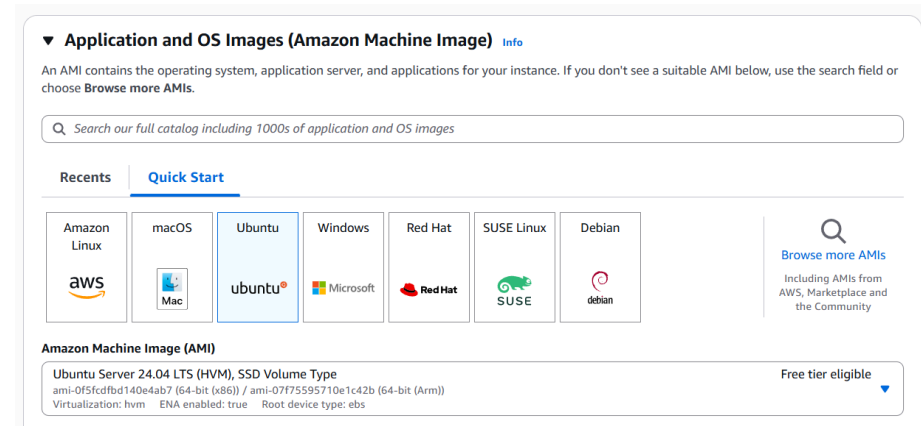 Application and OS Images (Amazon Machine Image) Info
An AMI contains the operating system, application server, and applications for your instance. If you don't see a suitable AMI below, use the search field or
choose Browse more AMIs.
Search our full catalog including 1000s of application and OS images
Recents
Quick Start
Amazon
Linux
aws
macOS
Mac
Ubuntu
ubuntu
Windows
Microsoft
Red Hat
Red Hat
SUSE Linux
SUSE
Debian
debian
Browse more AMIs
Including AMIs from
AWS, Marketplace and
the Community
Amazon Machine Image (AMI)
Ubuntu Server 24.04 LTS (HVM), SSD Volume Type
Free tier eligible
ami-0f5fcdfbd140e4ab7 (64-bit (x86)) / ami-07f75595710e1c42b (64-bit (Arm))
Virtualization: hvm ENA enabled: true Root device type: ebs